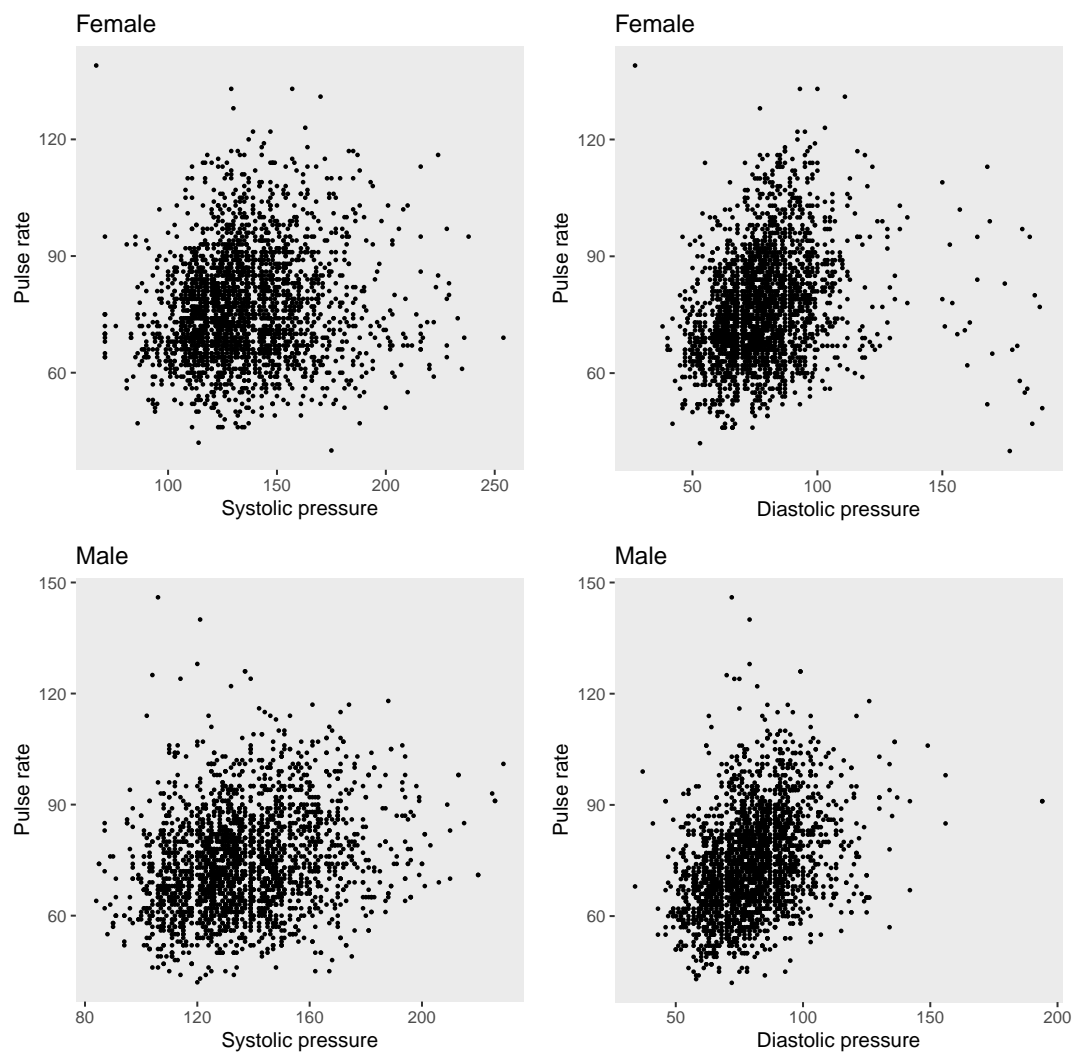 Female
120
90
60
Pulse rate
100 150 200 250
Systolic pressure
Female
120
90
60
Pulse rate
50 100 150
Diastolic pressure
Male
150
120
90
60
Pulse rate
80 120 160 200
Systolic pressure
Male
150
120
90
60
Pulse rate
50 100 150 200
Diastolic pressure